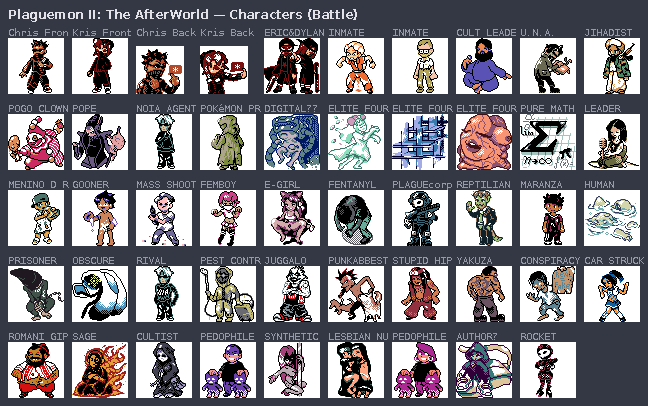 Plaguemon II: The AfterWorld — Characters (Battle)
Chris Fron Kris Front Chris Back Kris Back ERIC&DYLAN INMATE INMATE CULT LEADE U.N.A. JIHADIST
POGO CLOWN POPE NOIA AGENT POKéMON PR DIGITAL?? ELITE FOUR ELITE FOUR ELITE FOUR PURE MATH LEADER
lim
Σ
n→∞
MENINO D R GOONER MASS SHOOT FEMBOY E-GIRL FENTANYL PLAGUEcorp REPTILIAN MARANZA HUMAN
PRISONER OBSCURE RIVAL PEST CONTR JUGGALO PUNKABBEST STUPID HIP YAKUZA CONSPIRACY CAR STRUCK
ROMANI GIP SAGE CULTIST PEDOPHILE SYNTHETIC LESBIAN NU PEDOPHILE AUTHOR? ROCKET